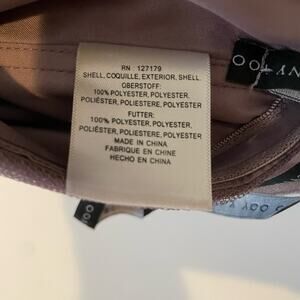 RN : 127179
SHELL, COQUILLE, EXTERIOR, SHELL.
OBERSTOFF:
100% POLYESTER, POLYESTER,
POLIÉSTER, POLIESTERE, POLYESTER
FUTTER:
100% POLYESTER, POLYESTER,
POLIÉSTER, POLIESTERE, POLYESTER
MADE IN CHINA
FABRIQUE EN CHINE
HECHO EN CHINA